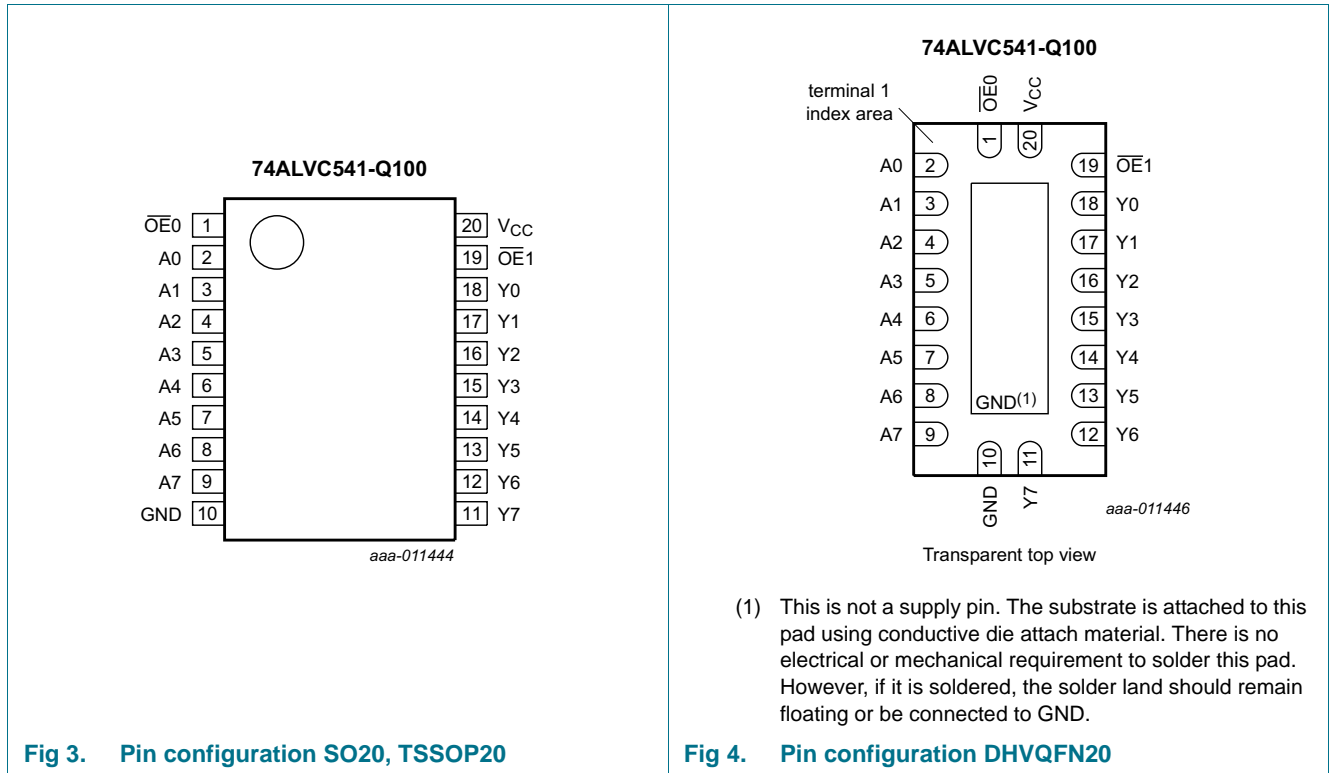 74ALVC541-Q100
O̅E̅0 1
A0 2
A1 3
A2 4
A3 5
A4 6
A5 7
A6 8
A7 9
GND 10
20 VCC
19 O̅E̅1
18 Y0
17 Y1
16 Y2
15 Y3
14 Y4
13 Y5
12 Y6
11 Y7
aaa-011444
Fig 3. Pin configuration SO20, TSSOP20
74ALVC541-Q100
terminal 1
index area
O̅E̅0 VCC
1 20
A0 2 19 O̅E̅1
A1 3 18 Y0
A2 4 17 Y1
A3 5 16 Y2
A4 6 15 Y3
A5 7 14 Y4
A6 8 GND(1) 13 Y5
A7 9 12 Y6
10 11
GND Y7
aaa-011446
Transparent top view
(1) This is not a supply pin. The substrate is attached to this
pad using conductive die attach material. There is no
electrical or mechanical requirement to solder this pad.
However, if it is soldered, the solder land should remain
floating or be connected to GND.
Fig 4. Pin configuration DHVQFN20